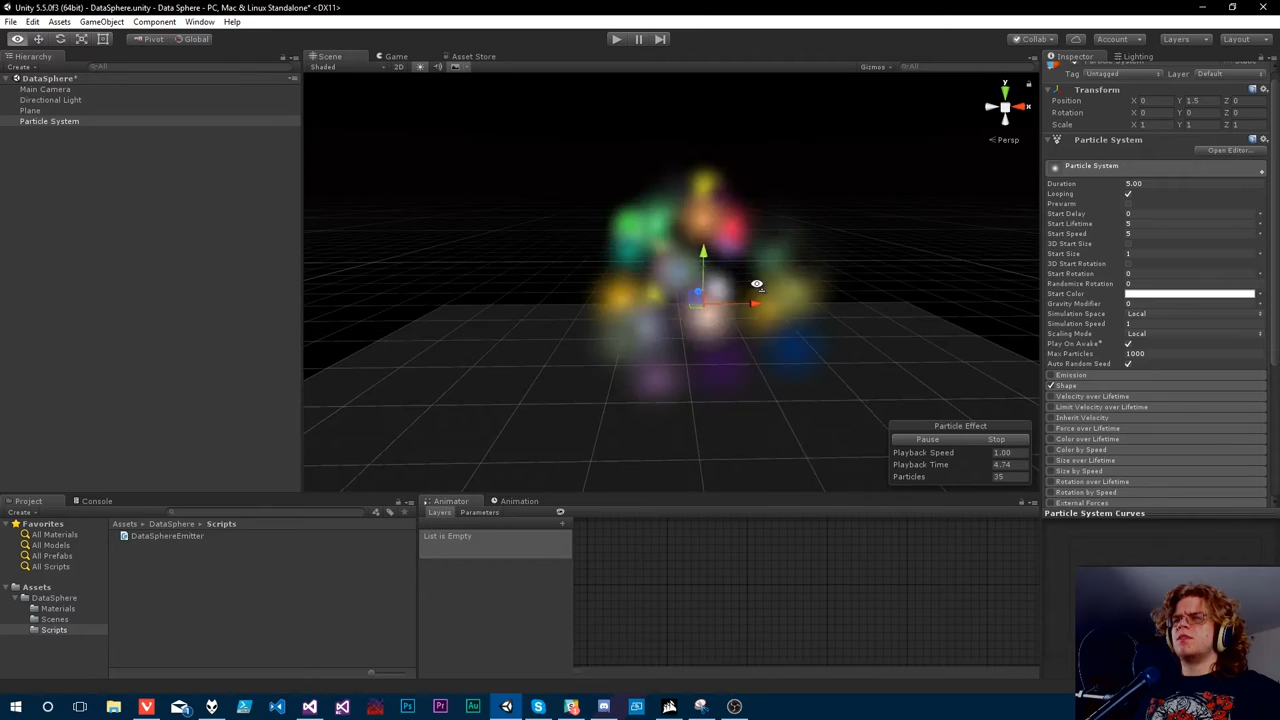 Unity 5.5.0f3 (64bit) - DataSphere.unity - Data Sphere - PC, Mac & Linux Standalone* <DX11>
File Edit Assets GameObject Component Window Help
Pivot Global Collab Account Layers Layout
Hierarchy Scene Game Asset Store Inspector Lighting
Create All Shaded 2D Gizmos All Tag Untagged Layer Default
DataSphere*
Main Camera
Directional Light
Plane
Particle System
y
x
Persp
Transform
Position X 0 Y 1.5 Z 0
Rotation X 0 Y 0 Z 0
Scale X 1 Y 1 Z 1
Particle System
Open Editor...
Particle System
Duration 5.00
Looping
Prewarm
Start Delay 0
Start Lifetime 5
Start Speed 5
3D Start Size
Start Size 1
3D Start Rotation
Start Rotation 0
Randomize Rotation 0
Start Color
Gravity Modifier 0
Simulation Space Local
Simulation Speed 1
Scaling Mode Local
Play On Awake*
Max Particles 1000
Auto Random Seed
Emission
Shape
Velocity over Lifetime
Limit Velocity over Lifetime
Inherit Velocity
Force over Lifetime
Color over Lifetime
Color by Speed
Size over Lifetime
Size by Speed
Rotation over Lifetime
Rotation by Speed
External Forces
Particle System Curves
Particle Effect
Pause Stop
Playback Speed 1.00
Playback Time 4.74
Particles 35
Project Console
Create
Favorites
All Materials
All Models
All Prefabs
All Scripts
Assets
DataSphere
Materials
Scenes
Scripts
Assets DataSphere Scripts
DataSphereEmitter
Animator Animation
Layers Parameters
List is Empty
Ps Pr Au